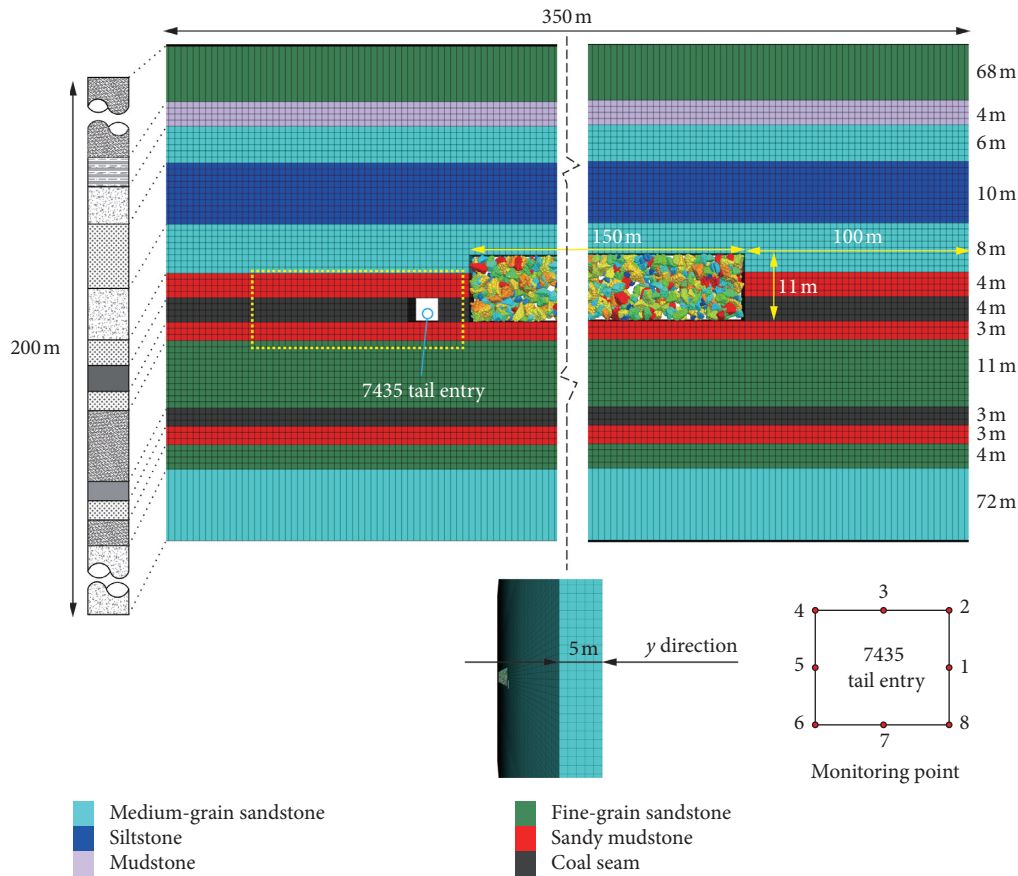 350 m
68 m
4 m
6 m
10 m
150 m
100 m
8 m
11 m
4 m
4 m
3 m
200 m
11 m
7435 tail entry
3 m
3 m
4 m
72 m
5 m
y direction
3
4
2
7435
tail entry
5
1
6
8
7
Monitoring point
Medium-grain sandstone
Siltstone
Mudstone
Fine-grain sandstone
Sandy mudstone
Coal seam